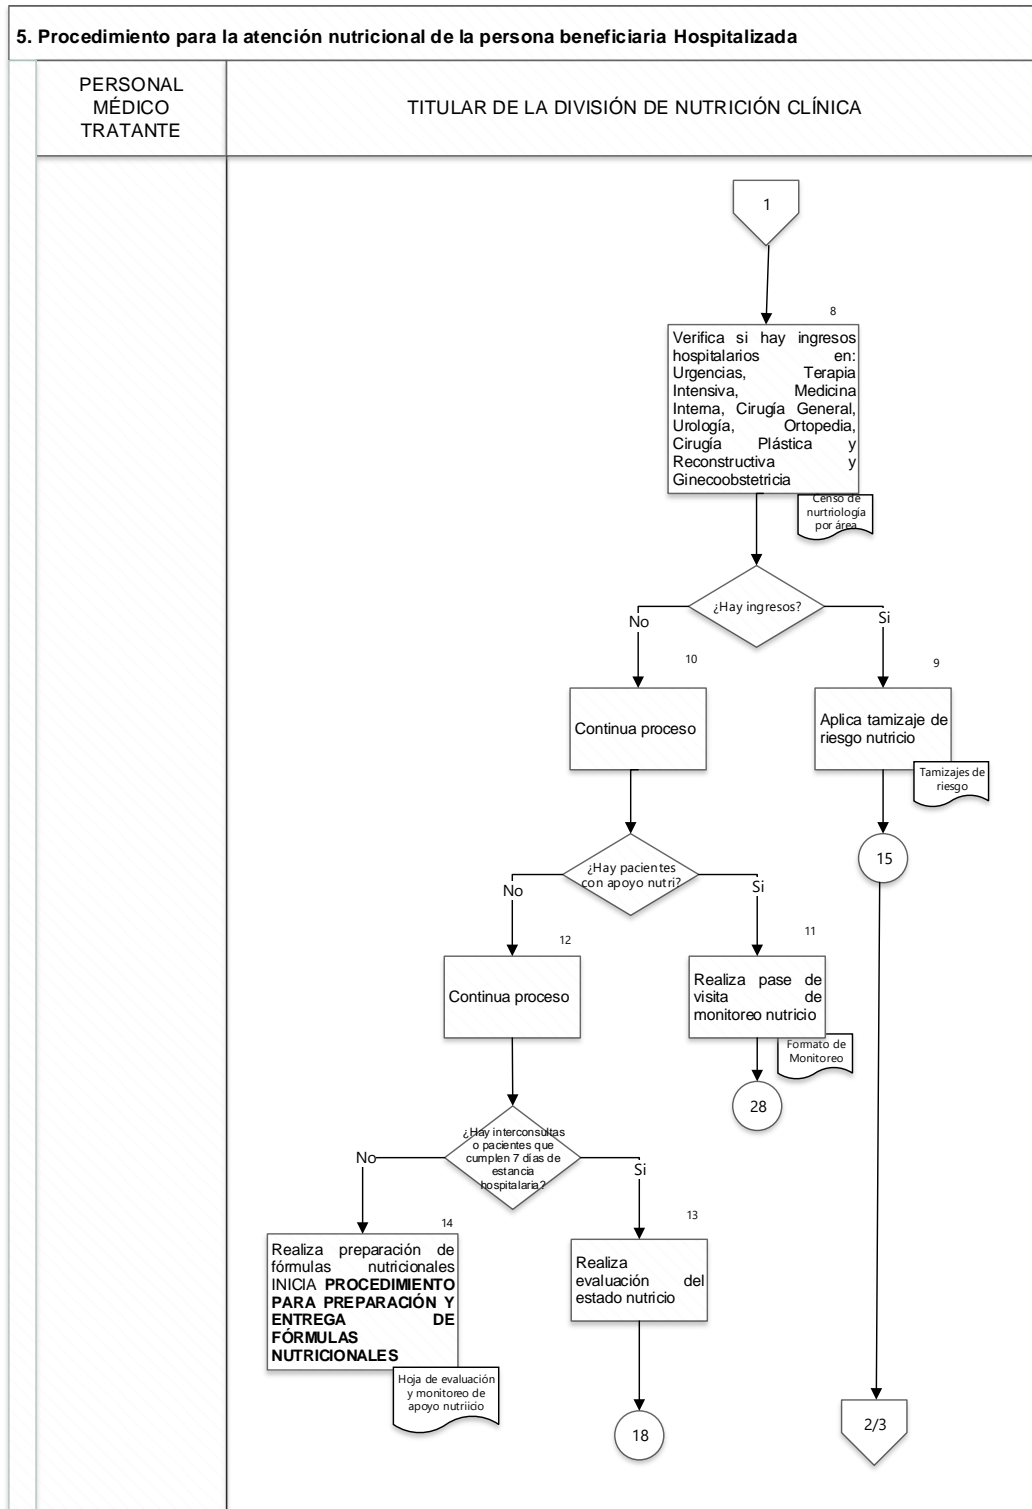 5. Procedimiento para la atención nutricional de la persona beneficiaria Hospitalizada
PERSONAL
MÉDICO
TRATANTE
TITULAR DE LA DIVISIÓN DE NUTRICIÓN CLÍNICA
1
8
Verifica si hay ingresos
hospitalarios en:
Urgencias, Terapia
Intensiva, Medicina
Interna, Cirugía General,
Urología, Ortopedia,
Cirugía Plástica y
Reconstructiva y
Ginecoobstetricia
Censo de
nurtriología
por área
¿Hay ingresos?
No
Si
10
9
Continua proceso
Aplica tamizaje de
riesgo nutricio
Tamizajes de
riesgo
15
¿Hay pacientes
con apoyo nutri?
No
Si
12
11
Continua proceso
Realiza pase de
visita de
monitoreo nutricio
Formato de
Monitoreo
28
¿Hay interconsultas
o pacientes que
cumplen 7 días de
estancia
hospitalaria?
No
Si
14
13
Realiza preparación de
fórmulas nutricionales
INICIA PROCEDIMIENTO
PARA PREPARACIÓN Y
ENTREGA DE
FÓRMULAS
NUTRICIONALES
Realiza
evaluación del
estado nutricio
Hoja de evaluación
y monitoreo de
apoyo nutriicio
18
2/3